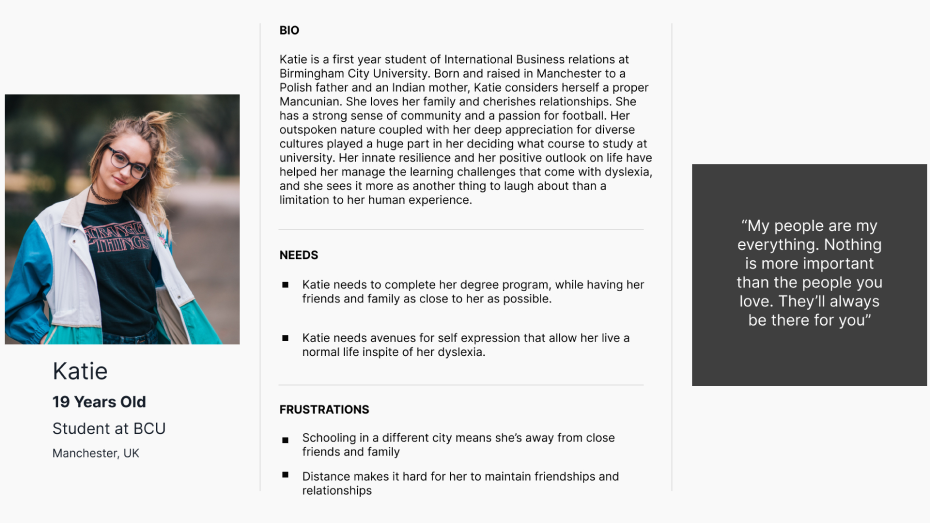 BIO
Katie is a first year student of International Business relations at
Birmingham City University. Born and raised in Manchester to a
Polish father and an Indian mother, Katie considers herself a proper
Mancunian. She loves her family and cherishes relationships. She
has a strong sense of community and a passion for football. Her
outspoken nature coupled with her deep appreciation for diverse
cultures played a huge part in her deciding what course to study at
university. Her innate resilience and her positive outlook on life have
helped her manage the learning challenges that come with dyslexia,
and she sees it more as another thing to laugh about than a
limitation to her human experience.
NEEDS
Katie needs to complete her degree program, while having her
friends and family as close to her as possible.
Katie needs avenues for self expression that allow her live a
normal life inspite of her dyslexia.
FRUSTRATIONS
Schooling in a different city means she’s away from close
friends and family
Distance makes it hard for her to maintain friendships and
relationships
STRANGER
THINGS
Katie
19 Years Old
Student at BCU
Manchester, UK
“My people are my
everything. Nothing
is more important
than the people you
love. They’ll always
be there for you”